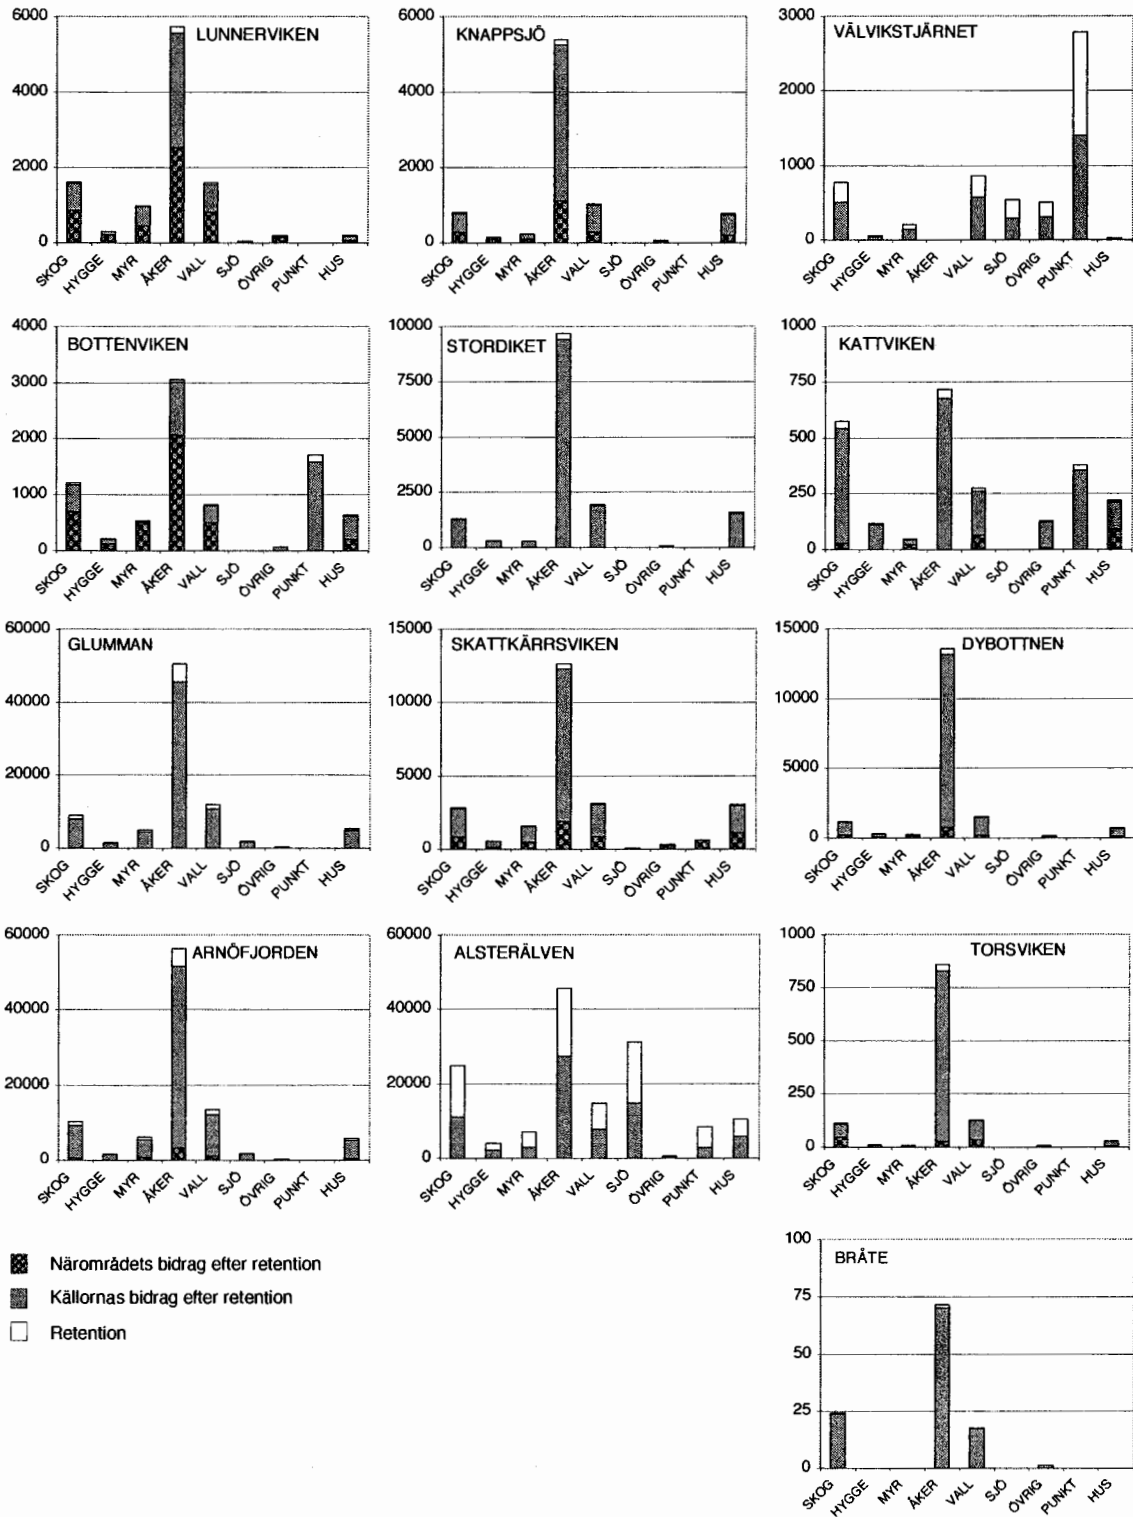 6000
4000
2000
0
LUNNERVIKEN
SKOG
HYGGE
MYR
ÅKER
VALL
SJÖ
ÖVRIG
PUNKT
HUS
6000
4000
2000
0
KNAPPSJÖ
SKOG
HYGGE
MYR
ÅKER
VALL
SJÖ
ÖVRIG
PUNKT
HUS
3000
2000
1000
0
VÄLVIKSTJÄRNET
SKOG
HYGGE
MYR
ÅKER
VALL
SJÖ
ÖVRIG
PUNKT
HUS
4000
3000
2000
1000
0
BOTTENVIKEN
SKOG
HYGGE
MYR
ÅKER
VALL
SJÖ
ÖVRIG
PUNKT
HUS
10000
7500
5000
2500
0
STORDIKET
SKOG
HYGGE
MYR
ÅKER
VALL
SJÖ
ÖVRIG
PUNKT
HUS
1000
750
500
250
0
KATTVIKEN
SKOG
HYGGE
MYR
ÅKER
VALL
SJÖ
ÖVRIG
PUNKT
HUS
60000
40000
20000
0
GLUMMAN
SKOG
HYGGE
MYR
ÅKER
VALL
SJÖ
ÖVRIG
PUNKT
HUS
15000
10000
5000
0
SKATTKÄRRSVIKEN
SKOG
HYGGE
MYR
ÅKER
VALL
SJÖ
ÖVRIG
PUNKT
HUS
15000
10000
5000
0
DYBOTTNEN
SKOG
HYGGE
MYR
ÅKER
VALL
SJÖ
ÖVRIG
PUNKT
HUS
60000
40000
20000
0
ARNÖFJORDEN
SKOG
HYGGE
MYR
ÅKER
VALL
SJÖ
ÖVRIG
PUNKT
HUS
60000
40000
20000
0
ALSTERÄLVEN
SKOG
HYGGE
MYR
ÅKER
VALL
SJÖ
ÖVRIG
PUNKT
HUS
1000
750
500
250
0
TORSVIKEN
SKOG
HYGGE
MYR
ÅKER
VALL
SJÖ
ÖVRIG
PUNKT
HUS
Närområdets bidrag efter retention
Källornas bidrag efter retention
Retention
100
75
50
25
0
BRÅTE
SKOG
HYGGE
MYR
ÅKER
VALL
SJÖ
ÖVRIG
PUNKT
HUS